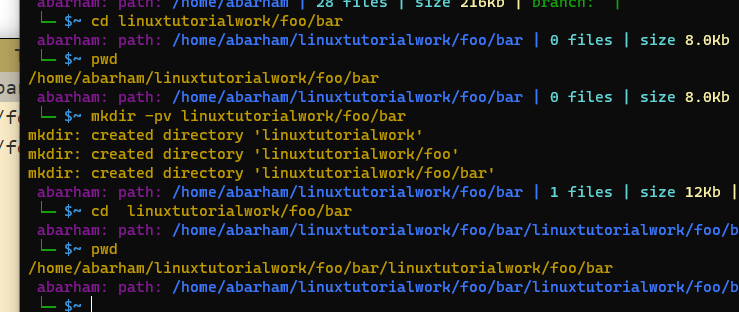 abarham: path: /home/abarham | 28 files | size 216kb | branch: |
└─ $~ cd linuxtutorialwork/foo/bar
abarham: path: /home/abarham/linuxtutorialwork/foo/bar | 0 files | size 8.0kb
└─ $~ pwd
/home/abarham/linuxtutorialwork/foo/bar
abarham: path: /home/abarham/linuxtutorialwork/foo/bar | 0 files | size 8.0kb
└─ $~ mkdir -pv linuxtutorialwork/foo/bar
mkdir: created directory 'linuxtutorialwork'
mkdir: created directory 'linuxtutorialwork/foo'
mkdir: created directory 'linuxtutorialwork/foo/bar'
abarham: path: /home/abarham/linuxtutorialwork/foo/bar | 1 files | size 12kb |
└─ $~ cd  linuxtutorialwork/foo/bar
abarham: path: /home/abarham/linuxtutorialwork/foo/bar/linuxtutorialwork/foo/b
└─ $~ pwd
/home/abarham/linuxtutorialwork/foo/bar/linuxtutorialwork/foo/bar
abarham: path: /home/abarham/linuxtutorialwork/foo/bar/linuxtutorialwork/foo/b
└─ $~